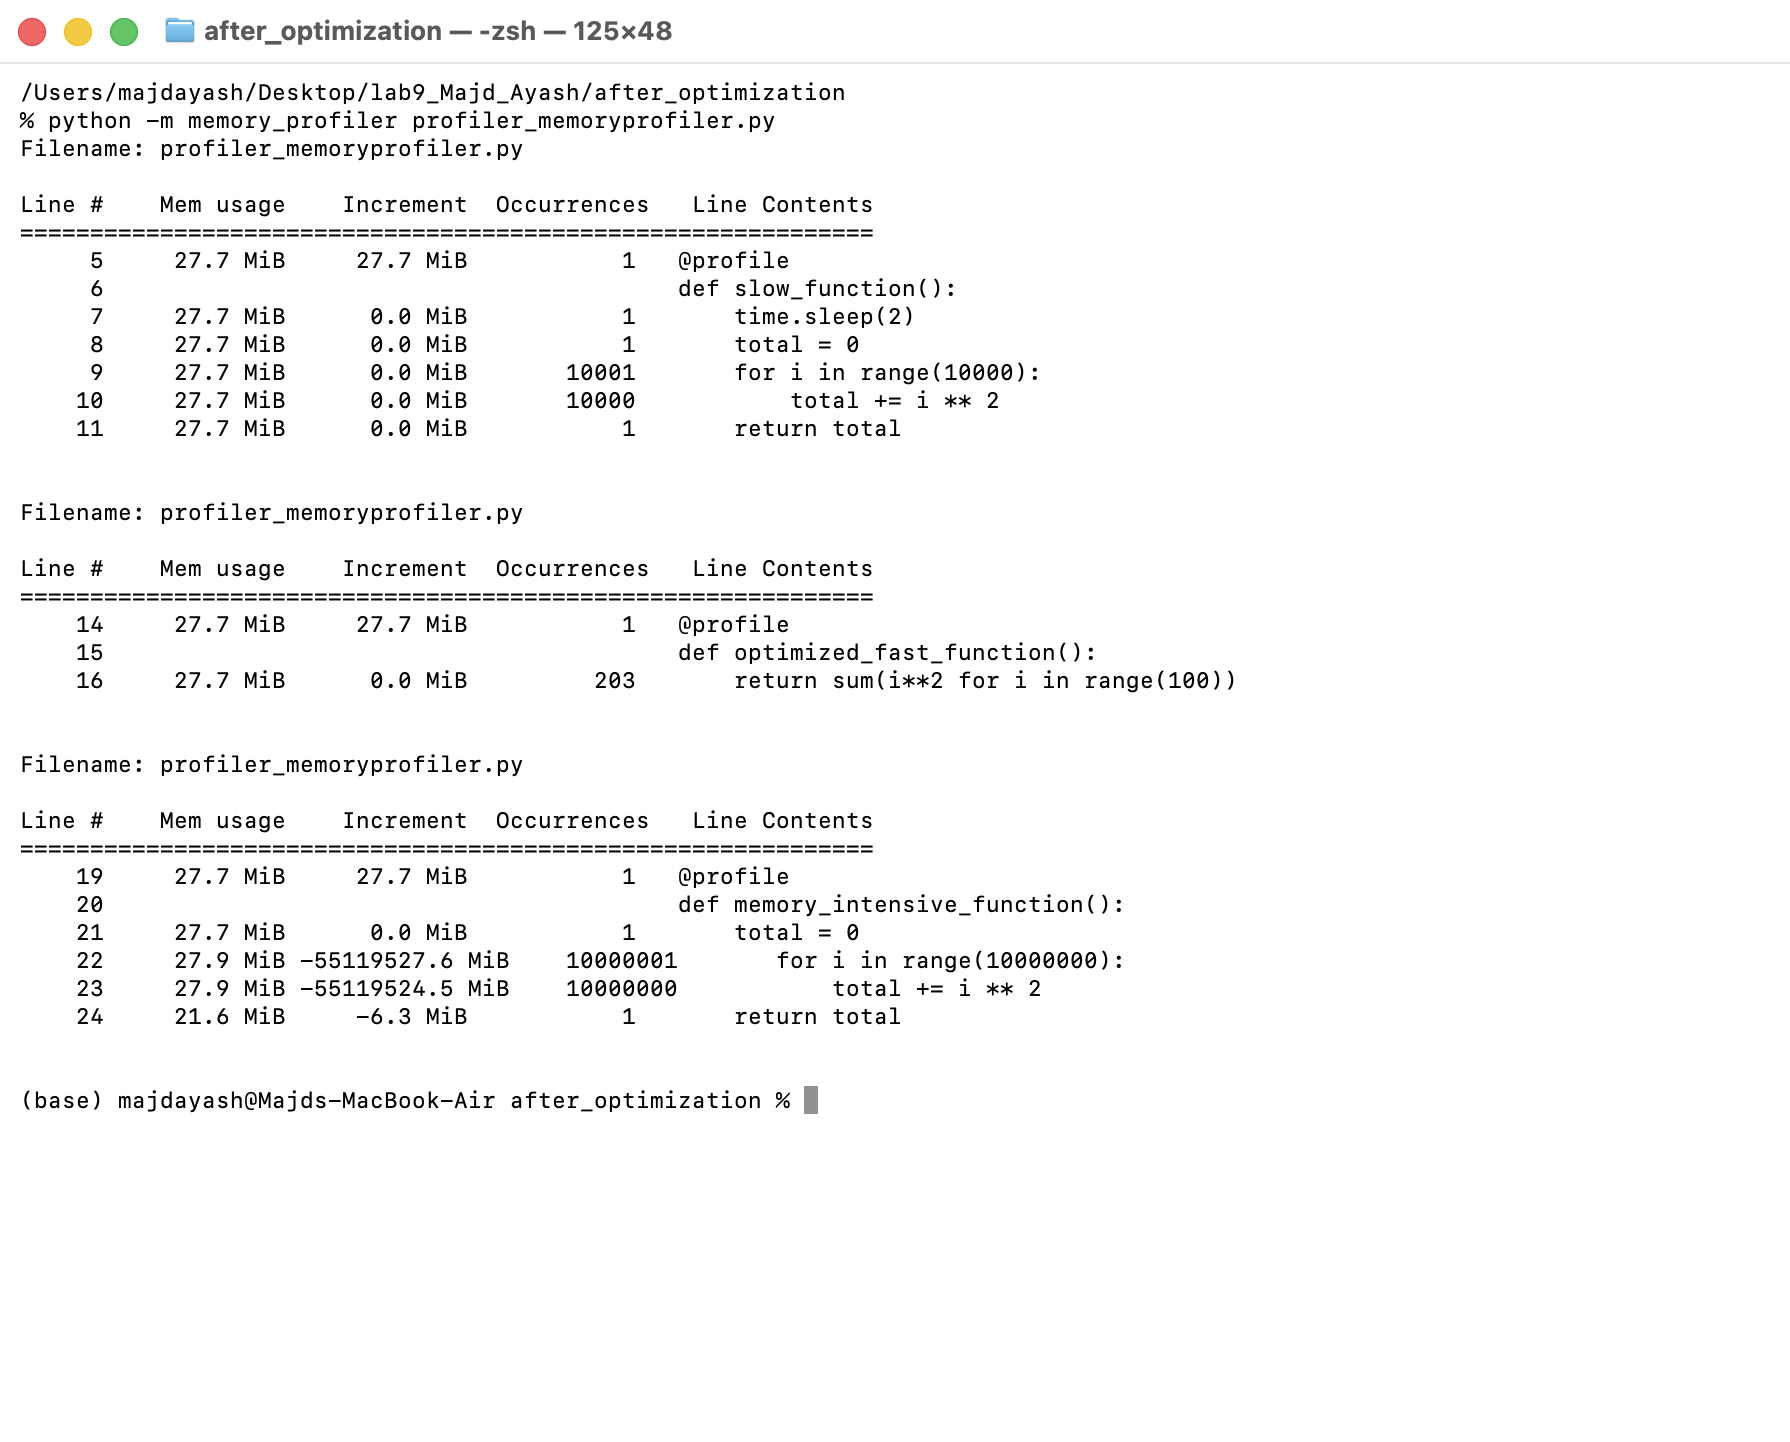 after_optimization — -zsh — 125×48
/Users/majdayash/Desktop/lab9_Majd_Ayash/after_optimization
% python -m memory_profiler profiler_memoryprofiler.py
Filename: profiler_memoryprofiler.py

Line #    Mem usage    Increment  Occurrences   Line Contents
=============================================================
     5     27.7 MiB     27.7 MiB           1   @profile
     6                                         def slow_function():
     7     27.7 MiB      0.0 MiB           1       time.sleep(2)
     8     27.7 MiB      0.0 MiB           1       total = 0
     9     27.7 MiB      0.0 MiB       10001       for i in range(10000):
    10     27.7 MiB      0.0 MiB       10000           total += i ** 2
    11     27.7 MiB      0.0 MiB           1       return total

Filename: profiler_memoryprofiler.py

Line #    Mem usage    Increment  Occurrences   Line Contents
=============================================================
    14     27.7 MiB     27.7 MiB           1   @profile
    15                                         def optimized_fast_function():
    16     27.7 MiB      0.0 MiB         203       return sum(i**2 for i in range(100))

Filename: profiler_memoryprofiler.py

Line #    Mem usage    Increment  Occurrences   Line Contents
=============================================================
    19     27.7 MiB     27.7 MiB           1   @profile
    20                                         def memory_intensive_function():
    21     27.7 MiB      0.0 MiB           1       total = 0
    22     27.9 MiB -55119527.6 MiB    10000001       for i in range(10000000):
    23     27.9 MiB -55119524.5 MiB    10000000           total += i ** 2
    24     21.6 MiB     -6.3 MiB           1       return total

(base) majdayash@Majds-MacBook-Air after_optimization %